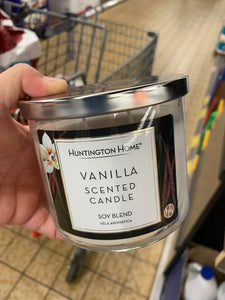 HUNTINGTON HOME®
VANILLA
SCENTED
CANDLE
SOY BLEND
VELA AROMÁTICA